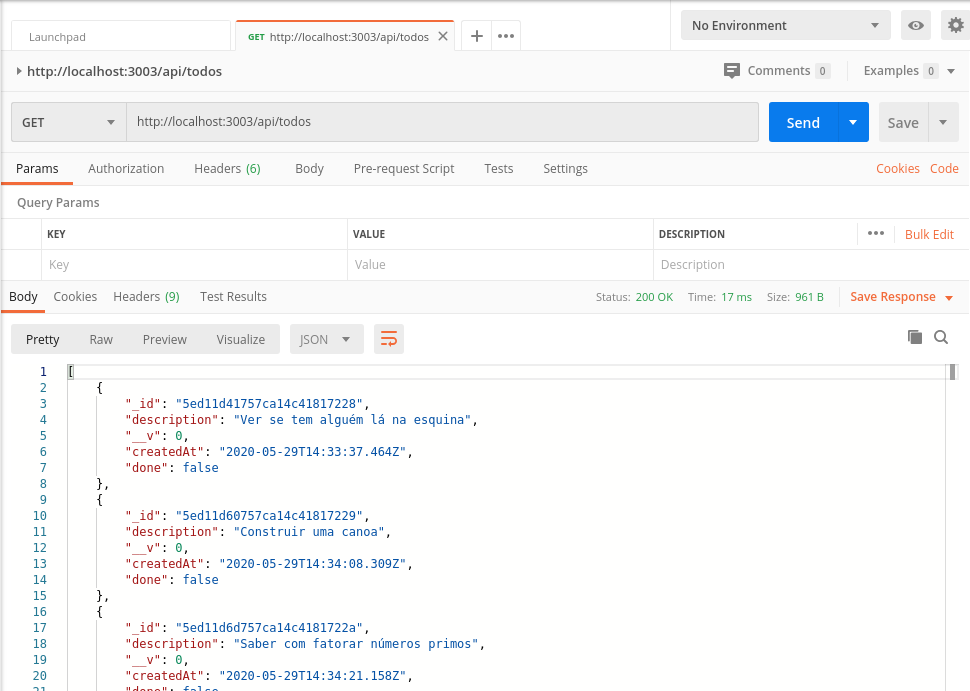 Launchpad
GET http://localhost:3003/api/todos
No Environment
http://localhost:3003/api/todos
Comments 0
Examples 0
GET
http://localhost:3003/api/todos
Send
Save
Params Authorization Headers (6) Body Pre-request Script Tests Settings Cookies Code
Query Params
KEY VALUE DESCRIPTION Bulk Edit
Key Value Description
Body Cookies Headers (9) Test Results Status: 200 OK Time: 17 ms Size: 961 B Save Response
Pretty Raw Preview Visualize JSON
1 [
2 {
3 "_id": "5ed11d41757ca14c41817228",
4 "description": "Ver se tem alguém lá na esquina",
5 "__v": 0,
6 "createdAt": "2020-05-29T14:33:37.464Z",
7 "done": false
8 },
9 {
10 "_id": "5ed11d60757ca14c41817229",
11 "description": "Construir uma canoa",
12 "__v": 0,
13 "createdAt": "2020-05-29T14:34:08.309Z",
14 "done": false
15 },
16 {
17 "_id": "5ed11d6d757ca14c4181722a",
18 "description": "Saber com fatorar números primos",
19 "__v": 0,
20 "createdAt": "2020-05-29T14:34:21.158Z",
21 "done": false